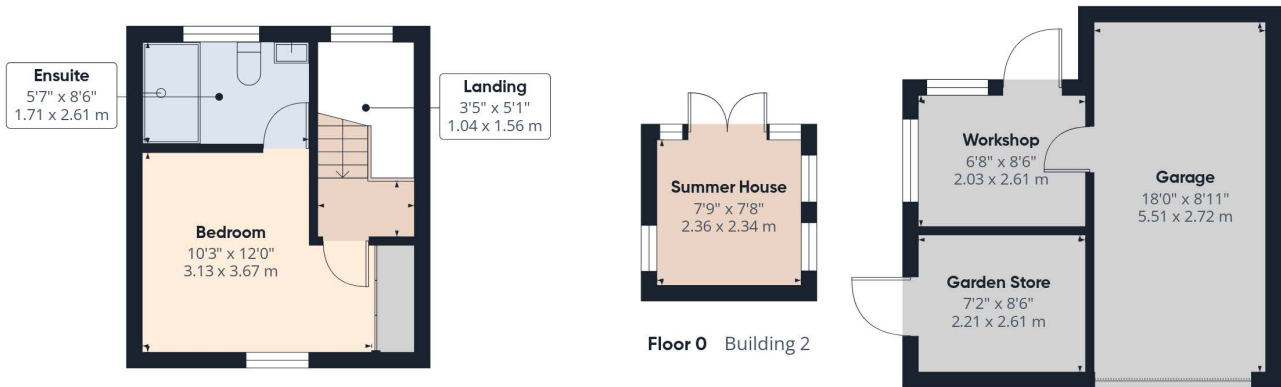 Ensuite
5'7" x 8'6"
1.71 x 2.61 m
Landing
3'5" x 5'1"
1.04 x 1.56 m
Bedroom
10'3" x 12'0"
3.13 x 3.67 m
Summer House
7'9" x 7'8"
2.36 x 2.34 m
Floor 0 Building 2
Workshop
6'8" x 8'6"
2.03 x 2.61 m
Garage
18'0" x 8'11"
5.51 x 2.72 m
Garden Store
7'2" x 8'6"
2.21 x 2.61 m